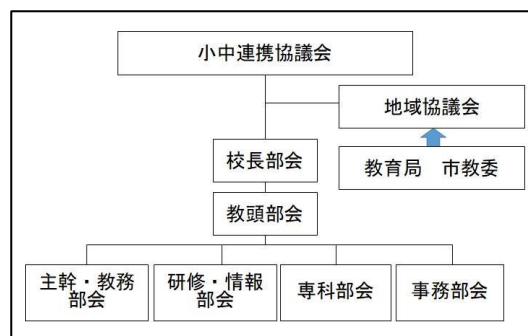 小中連携協議会
地域協議会
教育局　市教委
校長部会
教頭部会
主幹・教務
部会
研修・情報
部会
専科部会
事務部会